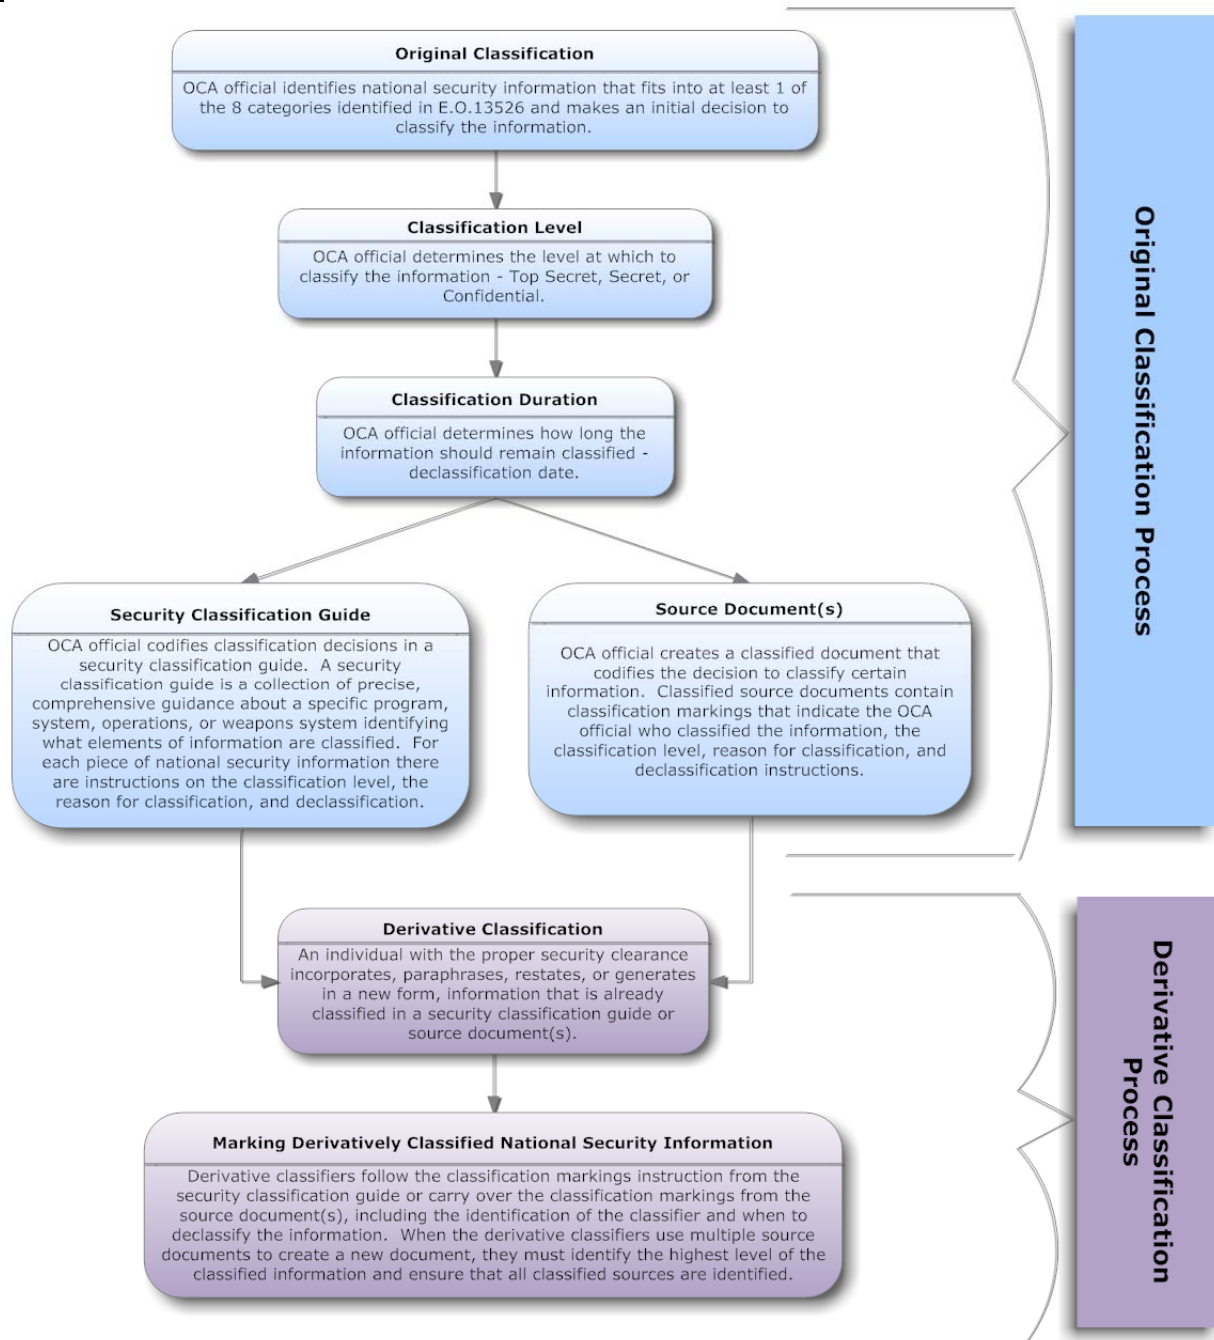 Original Classification
OCA official identifies national security information that fits into at least 1 of
the 8 categories identified in E.O.13526 and makes an initial decision to
classify the information.
Classification Level
OCA official determines the level at which to
classify the information - Top Secret, Secret, or
Confidential.
Classification Duration
OCA official determines how long the
information should remain classified -
declassification date.
Security Classification Guide
OCA official codifies classification decisions in a
security classification guide.  A security
classification guide is a collection of precise,
comprehensive guidance about a specific program,
system, operations, or weapons system identifying
what elements of information are classified.  For
each piece of national security information there
are instructions on the classification level, the
reason for classification, and declassification.
Source Document(s)
OCA official creates a classified document that
codifies the decision to classify certain
information.  Classified source documents contain
classification markings that indicate the OCA
official who classified the information, the
classification level, reason for classification, and
declassification instructions.
Original Classification Process
Derivative Classification
An individual with the proper security clearance
incorporates, paraphrases, restates, or generates
in a new form, information that is already
classified in a security classification guide or
source document(s).
Marking Derivatively Classified National Security Information
Derivative classifiers follow the classification markings instruction from the
security classification guide or carry over the classification markings from the
source document(s), including the identification of the classifier and when to
declassify the information.  When the derivative classifiers use multiple source
documents to create a new document, they must identify the highest level of the
classified information and ensure that all classified sources are identified.
Derivative Classification
Process